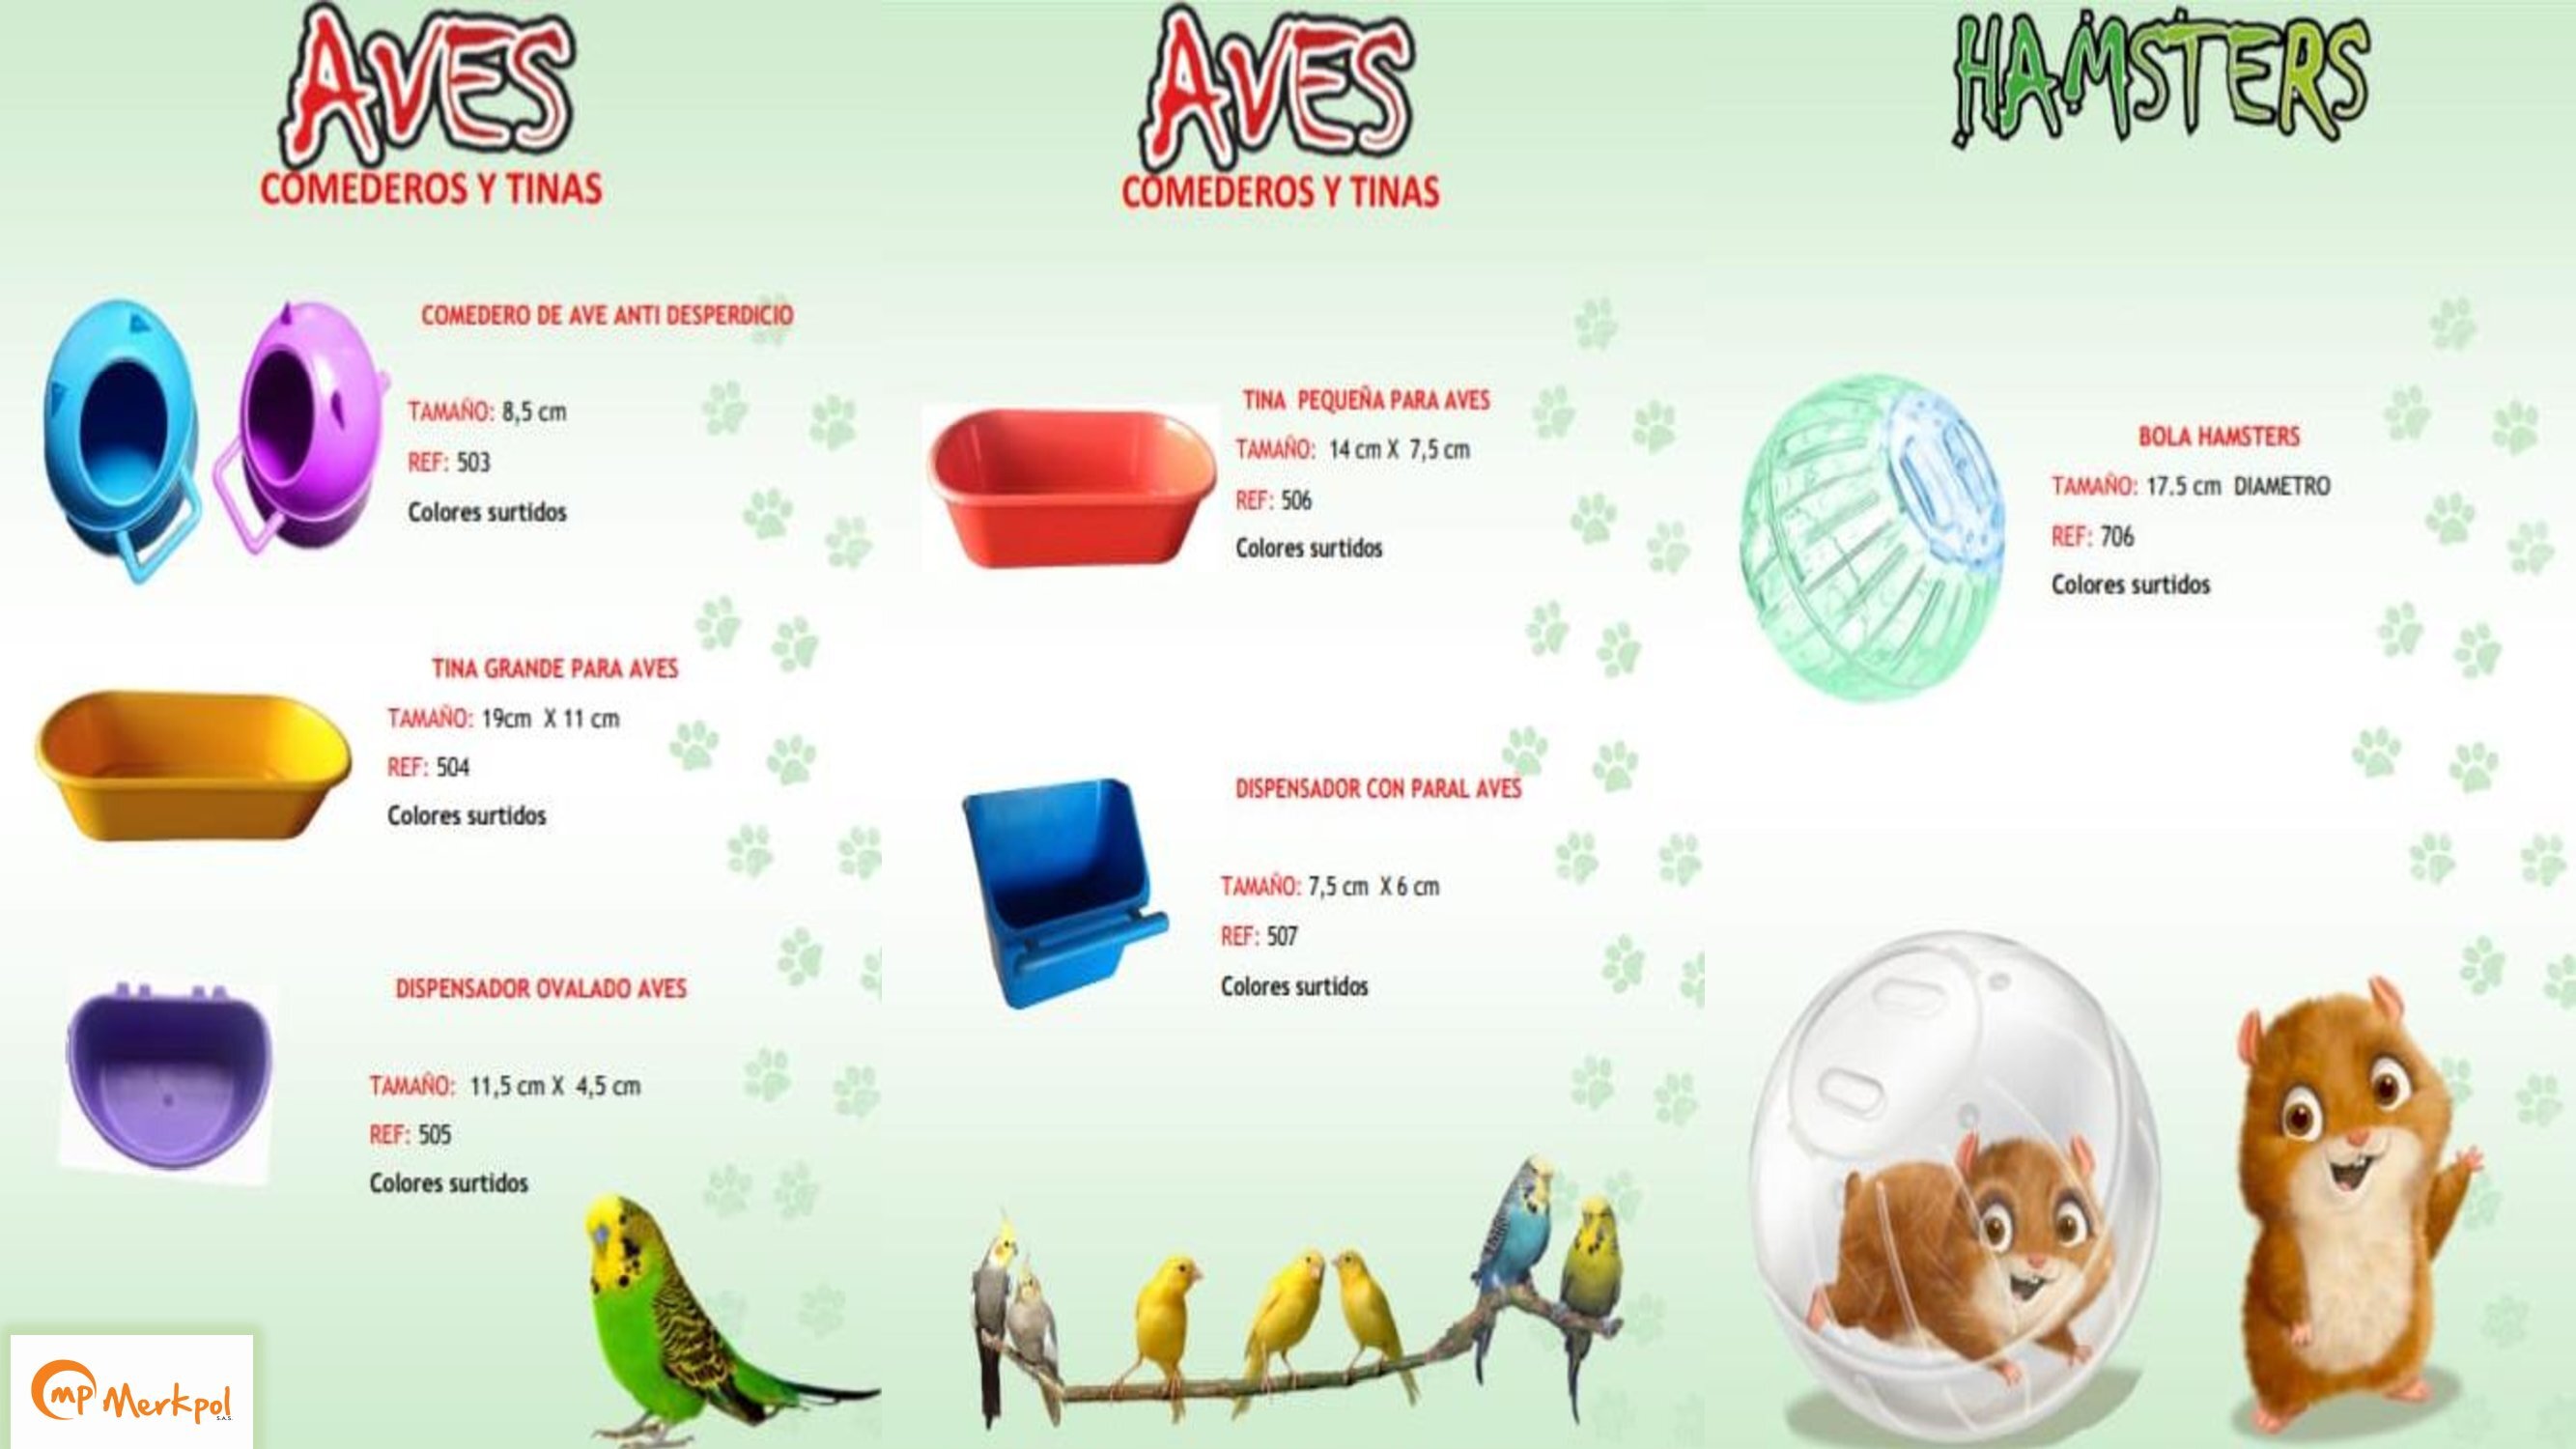 AVES
COMEDEROS Y TINAS
COMEDERO DE AVE ANTI DESPERDICIO
TAMAÑO: 8,5 cm
REF: 503
Colores surtidos
TINA GRANDE PARA AVES
TAMAÑO: 19cm X 11 cm
REF: 504
Colores surtidos
DISPENSADOR OVALADO AVES
TAMAÑO: 11,5 cm X 4,5 cm
REF: 505
Colores surtidos
mp Merkpol
S.A.S.
AVES
COMEDEROS Y TINAS
TINA PEQUEÑA PARA AVES
TAMAÑO: 14 cm X 7,5 cm
REF: 506
Colores surtidos
DISPENSADOR CON PARAL AVES
TAMAÑO: 7,5 cm X 6 cm
REF: 507
Colores surtidos
HAMSTERS
BOLA HAMSTERS
TAMAÑO: 17.5 cm DIAMETRO
REF: 706
Colores surtidos